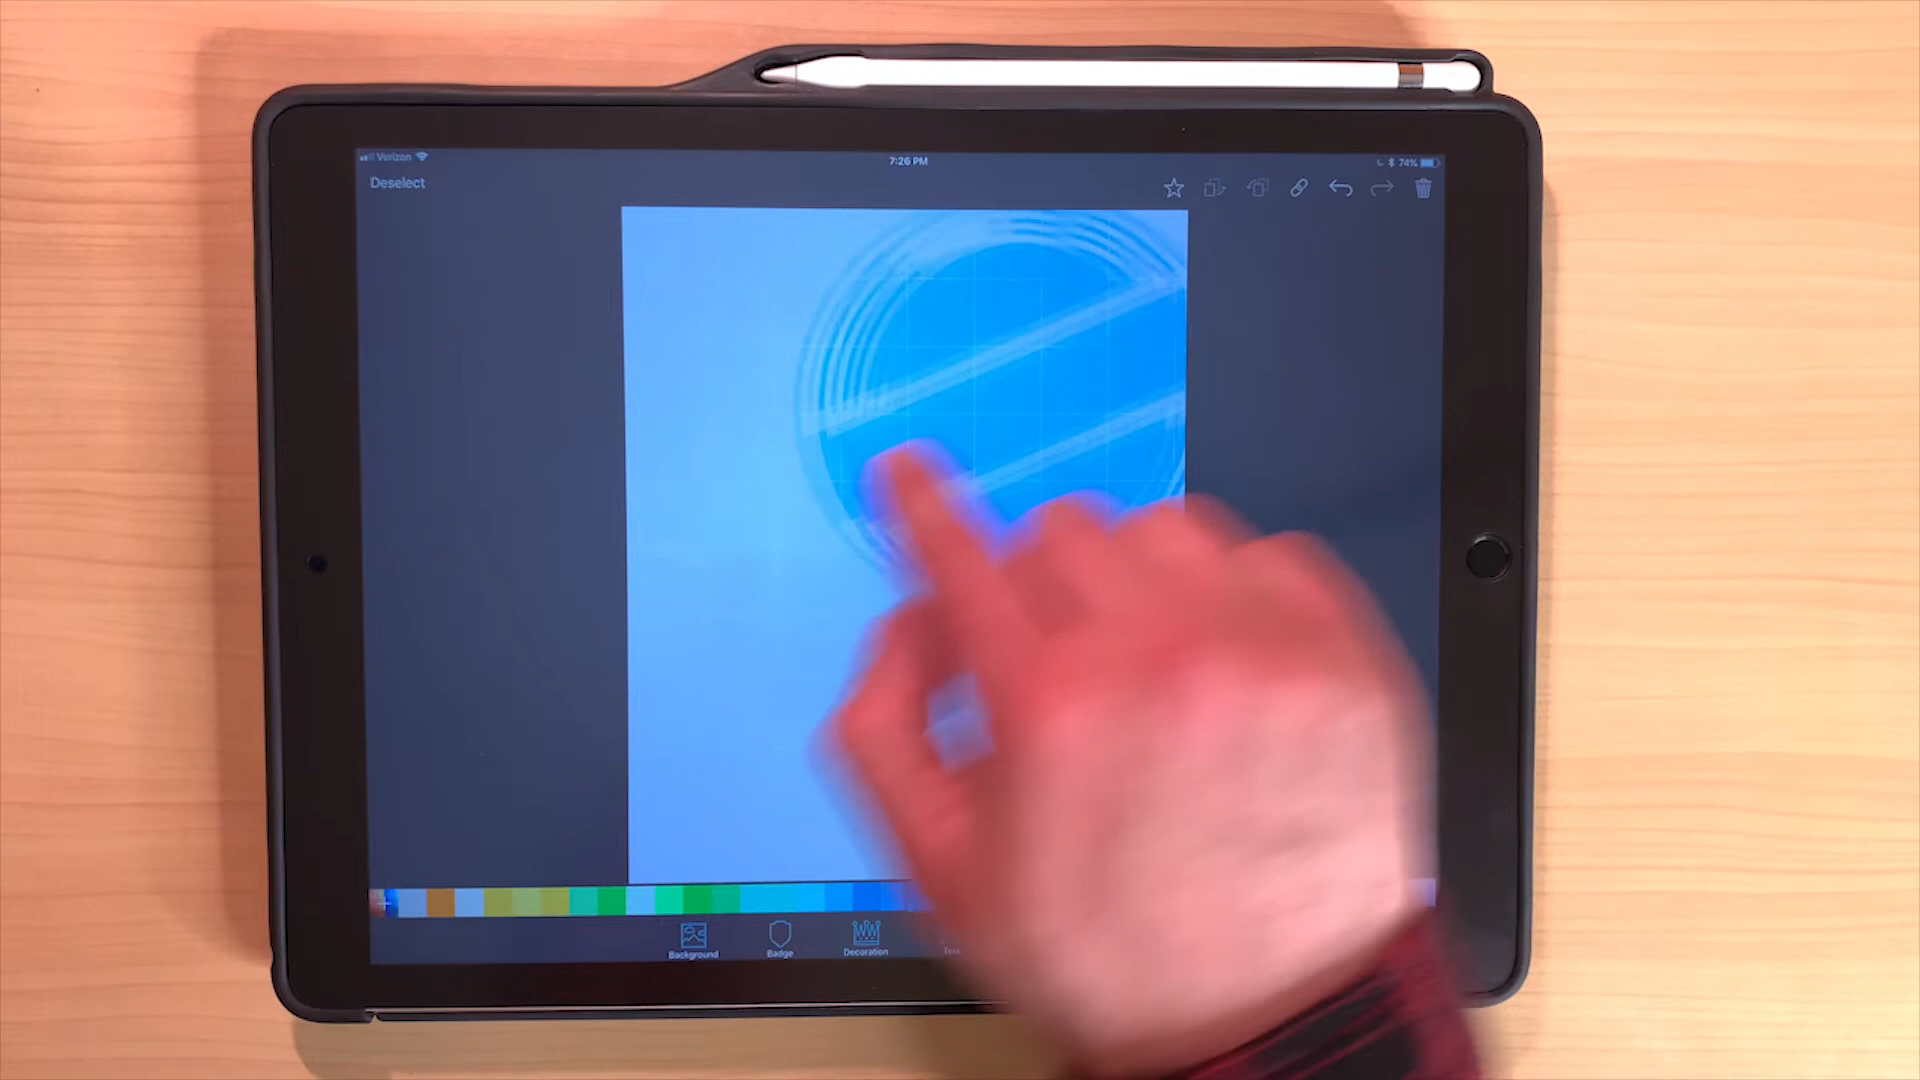 Verizon
7:26 PM
74%
Deselect
Background
Badge
Decoration